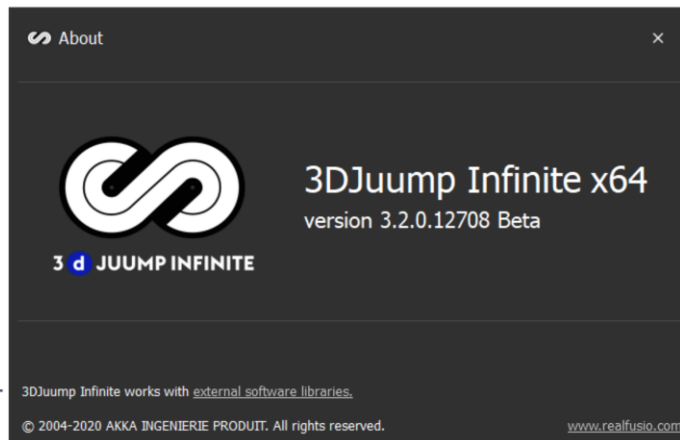 About
3DJuump Infinite x64
version 3.2.0.12708 Beta
3 d JUUMP INFINITE
3DJuump Infinite works with external software libraries.
© 2004-2020 AKKA INGENIERIE PRODUIT. All rights reserved.
www.realfusio.com